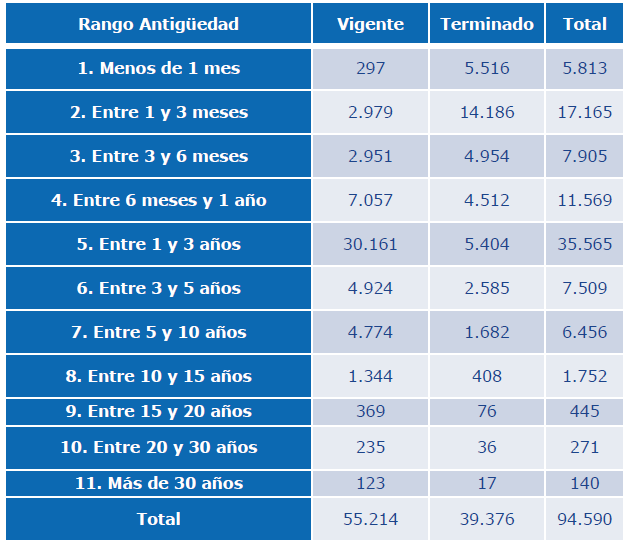 Rango Antigüedad Vigente Terminado Total
1. Menos de 1 mes 297 5.516 5.813
2. Entre 1 y 3 meses 2.979 14.186 17.165
3. Entre 3 y 6 meses 2.951 4.954 7.905
4. Entre 6 meses y 1 año 7.057 4.512 11.569
5. Entre 1 y 3 años 30.161 5.404 35.565
6. Entre 3 y 5 años 4.924 2.585 7.509
7. Entre 5 y 10 años 4.774 1.682 6.456
8. Entre 10 y 15 años 1.344 408 1.752
9. Entre 15 y 20 años 369 76 445
10. Entre 20 y 30 años 235 36 271
11. Más de 30 años 123 17 140
Total 55.214 39.376 94.590